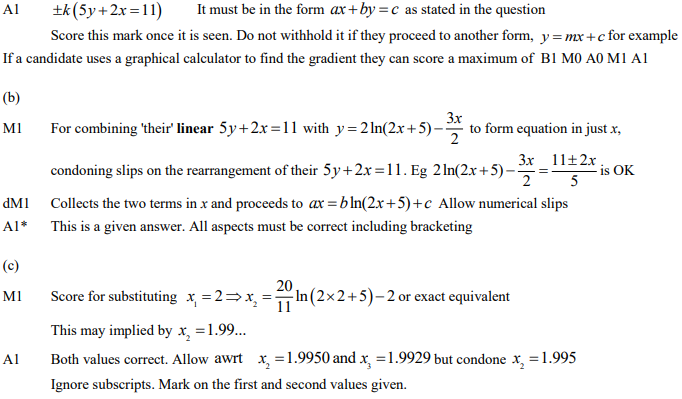 A1 ±k(5y+2x=11) It must be in the form ax+by=c as stated in the question
Score this mark once it is seen. Do not withhold it if they proceed to another form, y=mx+c for example
If a candidate uses a graphical calculator to find the gradient they can score a maximum of B1 M0 A0 M1 A1
(b)
M1 For combining 'their' linear 5y+2x=11 with y=2ln(2x+5)−3x/2 to form equation in just x,
condoning slips on the rearrangement of their 5y+2x=11. Eg 2ln(2x+5)−3x/2=(11±2x)/5 is OK
dM1 Collects the two terms in x and proceeds to ax=bln(2x+5)+c Allow numerical slips
A1* This is a given answer. All aspects must be correct including bracketing
(c)
M1 Score for substituting x₁=2⇒x₂=20/11 ln(2×2+5)−2 or exact equivalent
This may implied by x₂=1.99...
A1 Both values correct. Allow awrt x₂=1.9950 and x₃=1.9929 but condone x₂=1.995
Ignore subscripts. Mark on the first and second values given.